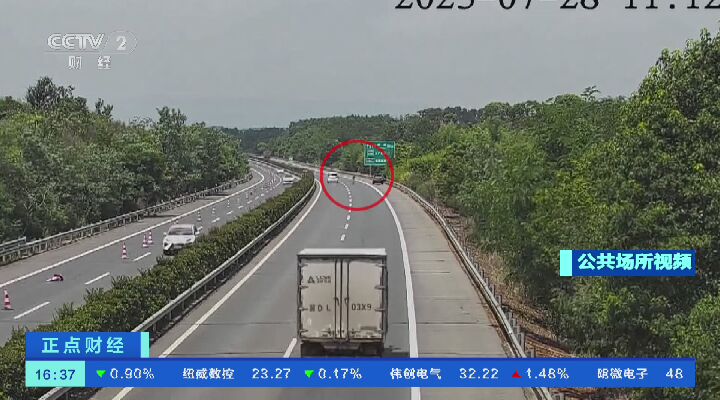 CCTV 2
财经
公共场所视频
正点财经
16:37 ▼0.90% 纽威数控 23.27 ▼0.17% 伟创电气 32.22 ▲1.48% 明微电子 48